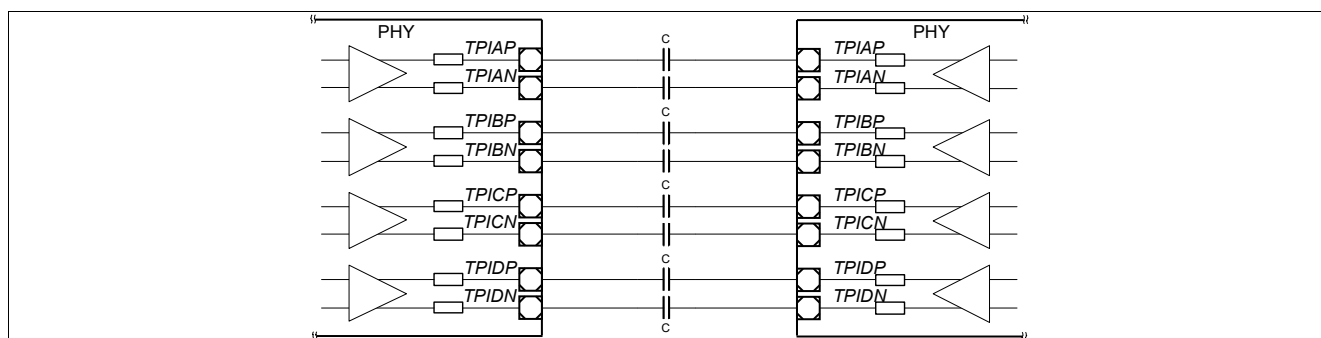 PHY PHY
C
TPIAP TPIAP
TPIAN TPIAN
C
TPIBP TPIBP
TPIBN TPIBN
C
TPICP TPICP
TPICN TPICN
C
TPIDP TPIDP
TPIDN TPIDN
C